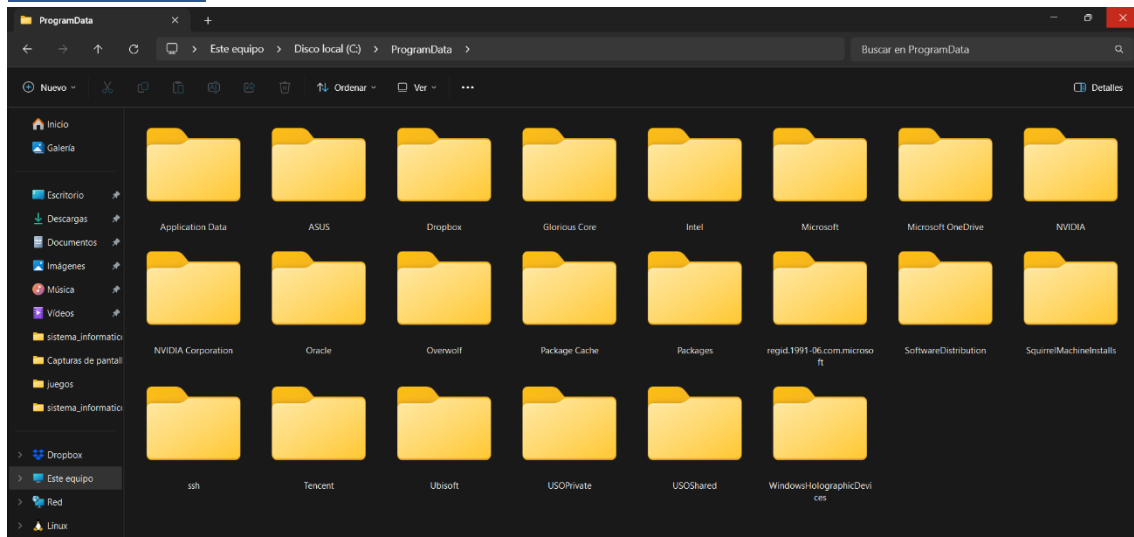 ProgramData
Este equipo > Disco local (C:) > ProgramData >
Buscar en ProgramData
Nuevo
Ordenar
Ver
Detalles
Inicio
Galería
Escritorio
Descargas
Documentos
Imágenes
Música
Vídeos
sistema_informatico
Capturas de pantall
juegos
sistema_informatico
Dropbox
Este equipo
Red
Linux
Application Data
ASUS
Dropbox
Glorious Core
Intel
Microsoft
Microsoft OneDrive
NVIDIA
NVIDIA Corporation
Oracle
Overwolf
Package Cache
Packages
regid.1991-06.com.microso
ft
SoftwareDistribution
SquirrelMachineInstalls
ssh
Tencent
Ubisoft
USOPrivate
USOShared
WindowsHolographicDevi
ces